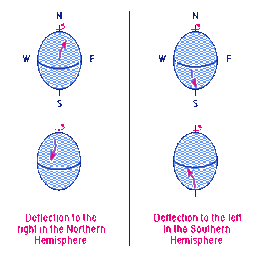 N
W E
S
Deflection to the
right in the Northern
Hemisphere
N
W E
S
Deflection to the left
in the Southern
Hemisphere